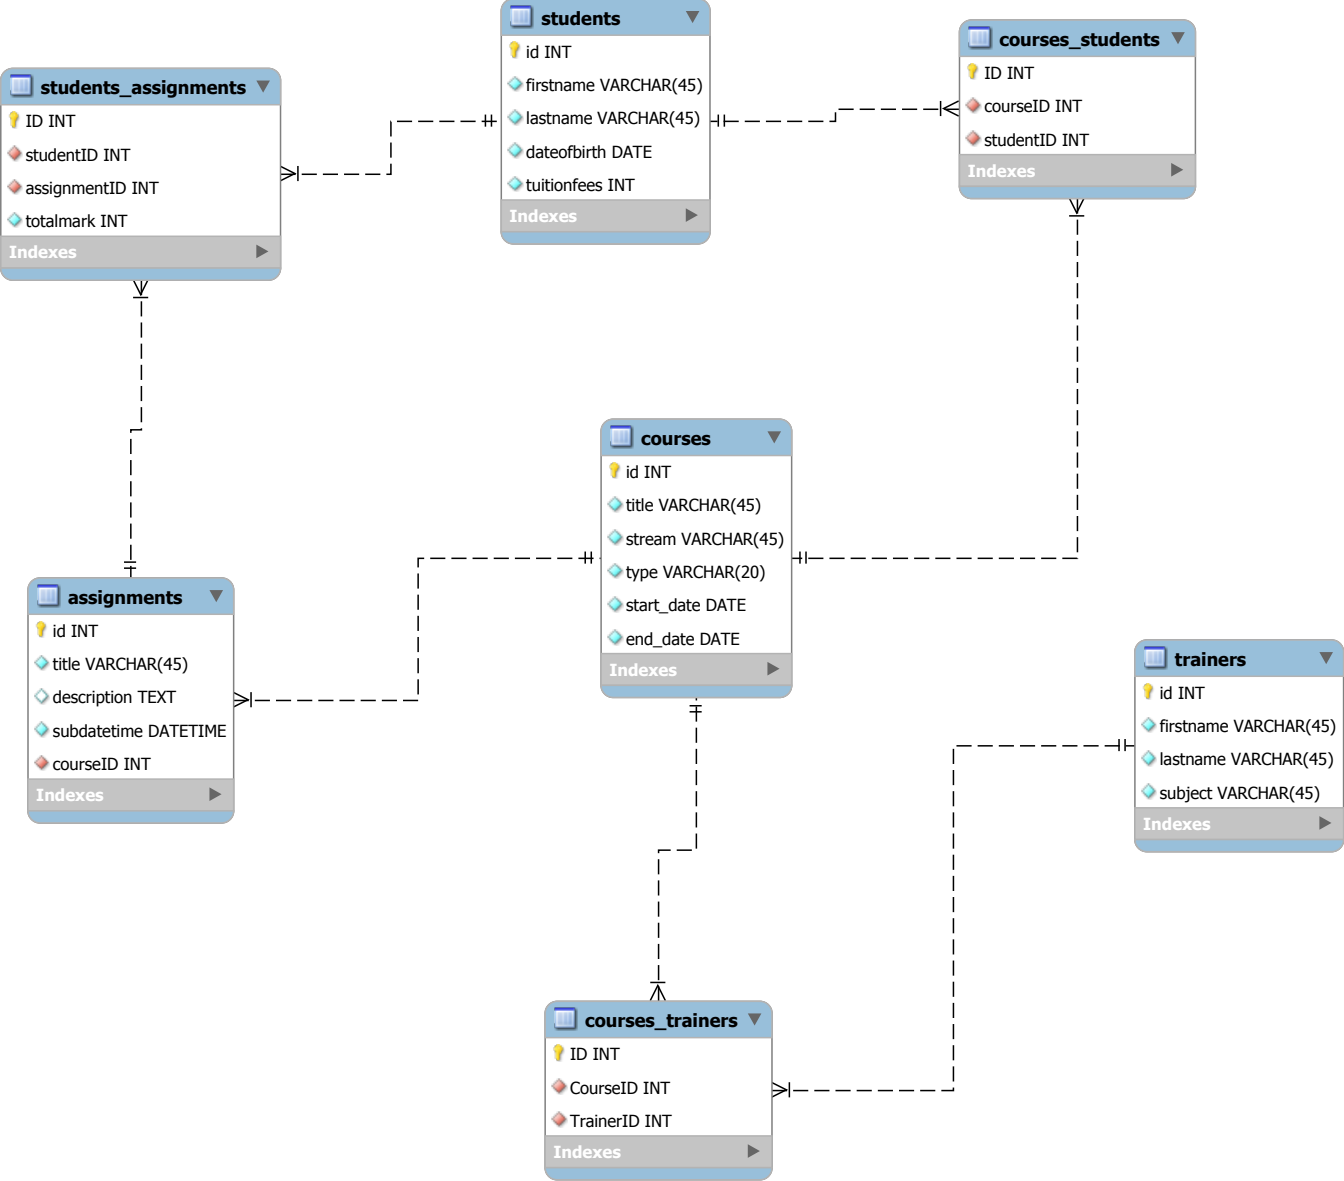 students
id INT
firstname VARCHAR(45)
lastname VARCHAR(45)
dateofbirth DATE
tuitionfees INT
Indexes
courses_students
ID INT
courseID INT
studentID INT
Indexes
students_assignments
ID INT
studentID INT
assignmentID INT
totalmark INT
Indexes
courses
id INT
title VARCHAR(45)
stream VARCHAR(45)
type VARCHAR(20)
start_date DATE
end_date DATE
Indexes
assignments
id INT
title VARCHAR(45)
description TEXT
subdatetime DATETIME
courseID INT
Indexes
trainers
id INT
firstname VARCHAR(45)
lastname VARCHAR(45)
subject VARCHAR(45)
Indexes
courses_trainers
ID INT
CourseID INT
TrainerID INT
Indexes